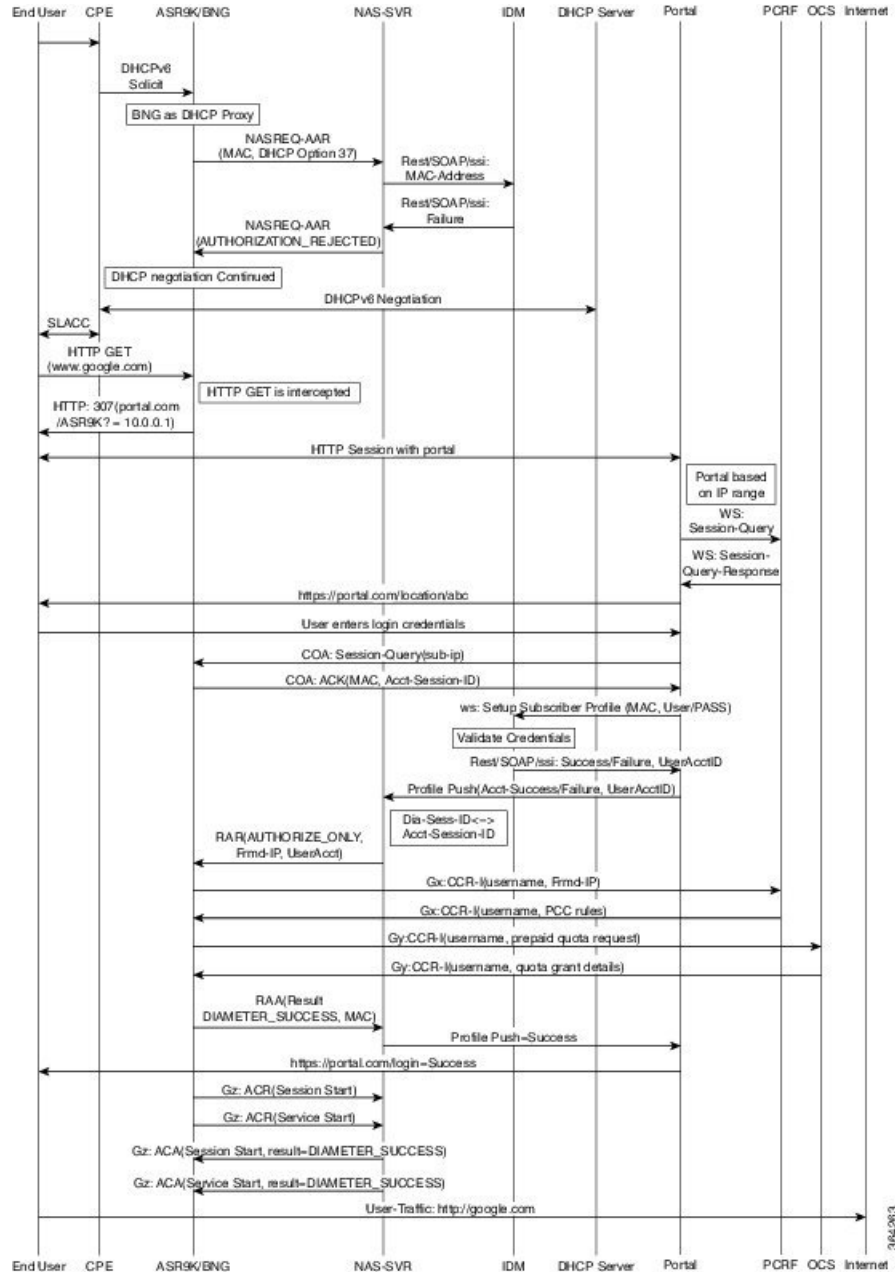 End User CPE ASR9K/BNG NAS-SVR IDM DHCP Server Portal PCRF OCS Internet
DHCPv6
Solicit
BNG as DHCP Proxy
NASREQ-AAR
(MAC, DHCP Option 37)
Rest/SOAP/ssi:
MAC-Address
Rest/SOAP/ssi:
Failure
NASREQ-AAR
(AUTHORIZATION_REJECTED)
DHCP negotiation Continued
DHCPv6 Negotiation
SLACC
HTTP GET
(www.google.com)
HTTP GET is intercepted
HTTP: 307(portal.com
/ASR9K? = 10.0.0.1)
HTTP Session with portal
Portal based
on IP range
WS:
Session-Query
WS: Session-
Query-Response
https://portal.com/location/abc
User enters login credentials
COA: Session-Query(sub-ip)
COA: ACK(MAC, Acct-Session-ID)
ws: Setup Subscriber Profile (MAC, User/PASS)
Validate Credentials
Rest/SOAP/ssi: Success/Failure, UserAcctID
Profile Push(Acct-Success/Failure, UserAcctID)
Dia-Sess-ID<-->
Acct-Session-ID
RAR(AUTHORIZE_ONLY,
Frmd-IP, UserAcct)
Gx:CCR-I(username, Frmd-IP)
Gx:CCR-I(username, PCC rules)
Gy:CCR-I(username, prepaid quota request)
Gy:CCR-I(username, quota grant details)
RAA(Result
DIAMETER_SUCCESS, MAC)
Profile Push=Success
https://portal.com/login=Success
Gz: ACR(Session Start)
Gz: ACR(Service Start)
Gz: ACA(Session Start, result=DIAMETER_SUCCESS)
Gz: ACA(Service Start, result=DIAMETER_SUCCESS)
User-Traffic: http://google.com
364263
End User CPE ASR9K/BNG NAS-SVR IDM DHCP Server Portal PCRF OCS Internet